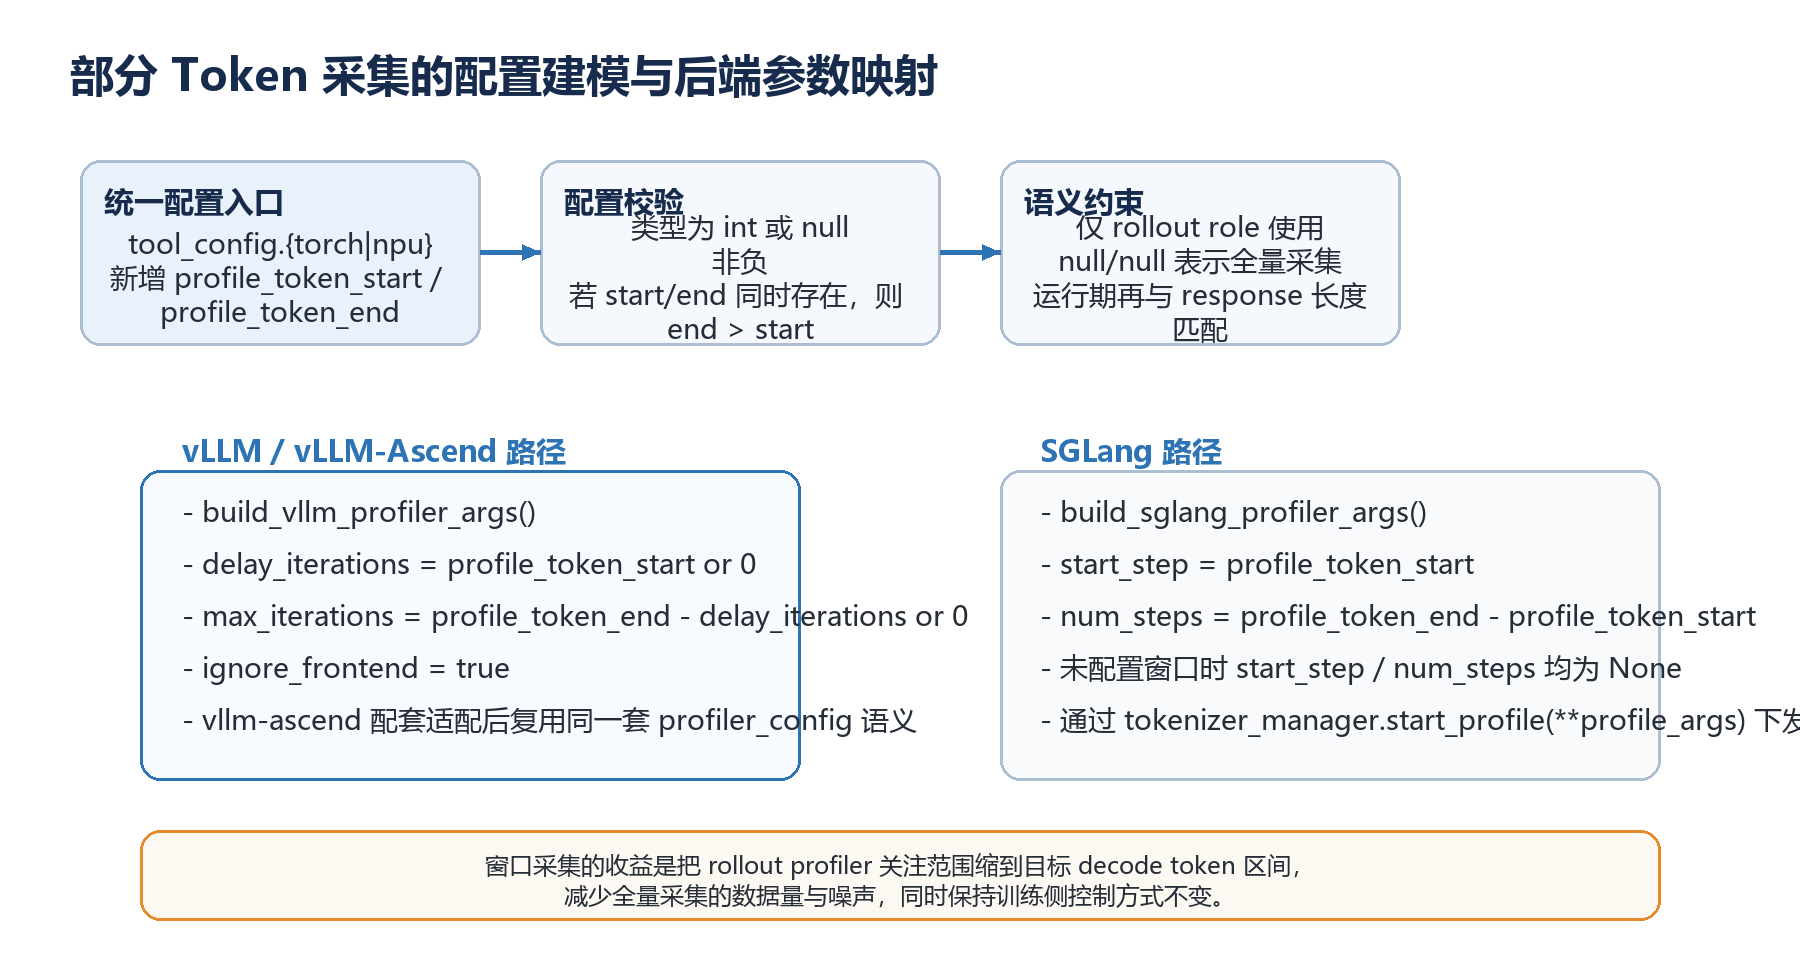 部分 Token 采集的配置建模与后端参数映射
统一配置入口
tool_config.{torch|npu}
新增 profile_token_start /
profile_token_end
配置校验
类型为 int 或 null
非负
若 start/end 同时存在，则
end > start
语义约束
仅 rollout role 使用
null/null 表示全量采集
运行期再与 response 长度
匹配
vLLM / vLLM-Ascend 路径
- build_vllm_profiler_args()
- delay_iterations = profile_token_start or 0
- max_iterations = profile_token_end - delay_iterations or 0
- ignore_frontend = true
- vllm-ascend 配套适配后复用同一套 profiler_config 语义
SGLang 路径
- build_sglang_profiler_args()
- start_step = profile_token_start
- num_steps = profile_token_end - profile_token_start
- 未配置窗口时 start_step / num_steps 均为 None
- 通过 tokenizer_manager.start_profile(**profile_args) 下发
窗口采集的收益是把 rollout profiler 关注范围缩到目标 decode token 区间，
减少全量采集的数据量与噪声，同时保持训练侧控制方式不变。